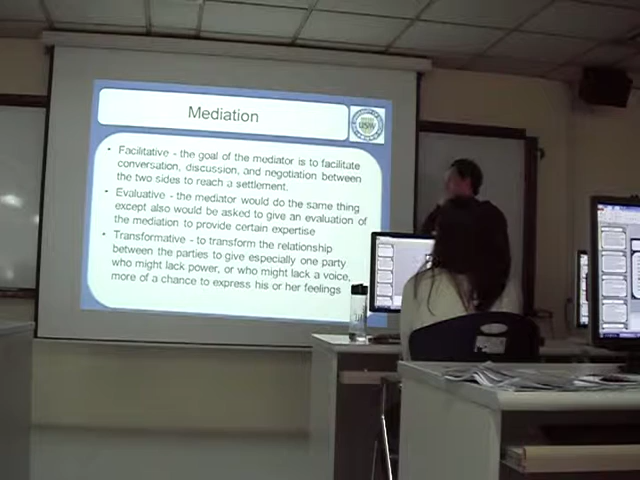 Mediation
• Facilitative - the goal of the mediator is to facilitate
conversation, discussion, and negotiation between
the two sides to reach a settlement.
• Evaluative - the mediator would do the same thing
except also would be asked to give an evaluation of
the mediation to provide certain expertise
• Transformative - to transform the relationship
between the parties to give especially one party
who might lack power, or who might lack a voice,
more of a chance to express his or her feelings